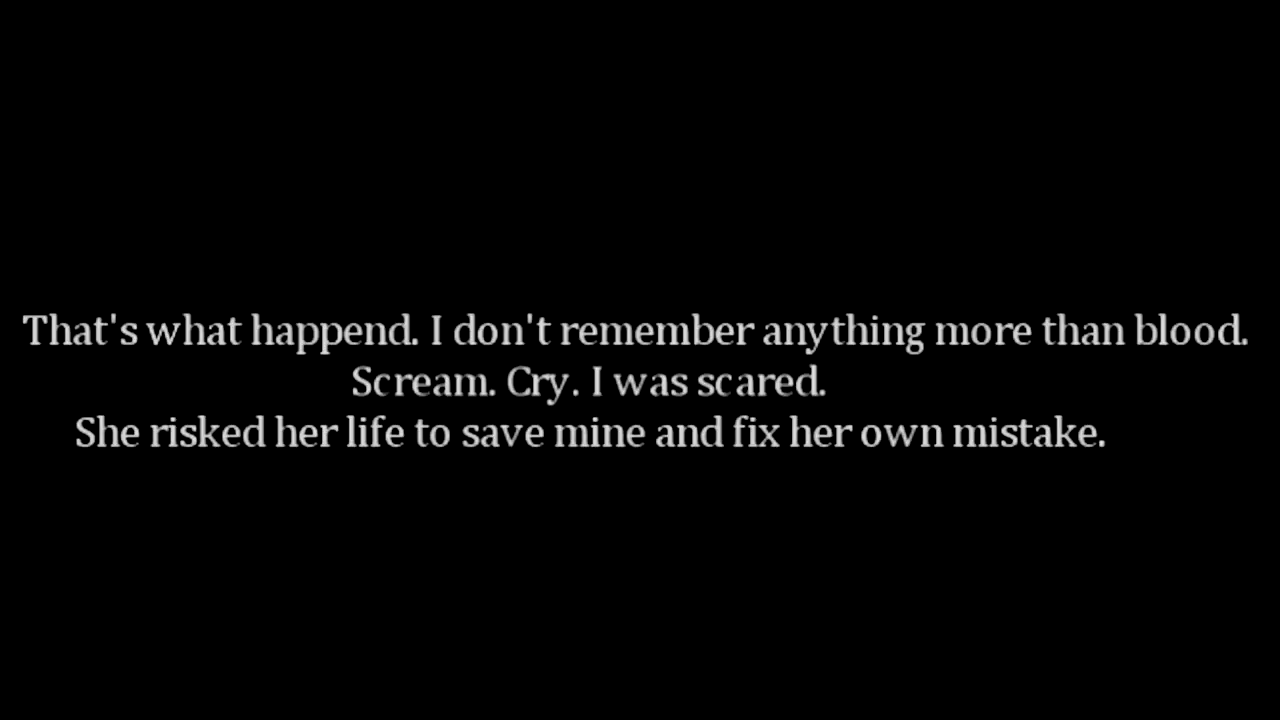 That's what happend. I don't remember anything more than blood.
Scream. Cry. I was scared.
She risked her life to save mine and fix her own mistake.